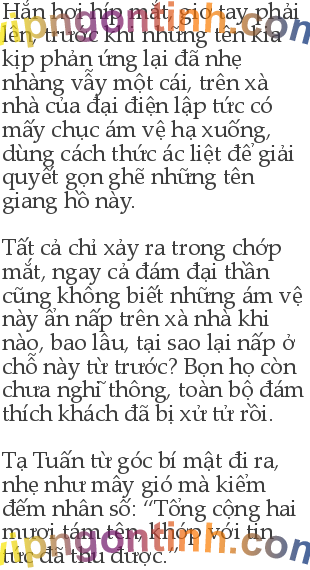 Hắn hơi híp mắt, giơ tay phải
lên, trước khi những tên kia
kịp phản ứng lại đã nhẹ
nhàng vẫy một cái, trên xà
nhà của đại điện lập tức có
mấy chục ám vệ hạ xuống,
dùng cách thức ác liệt để giải
quyết gọn ghẽ những tên
giang hồ này.
Tất cả chỉ xảy ra trong chớp
mắt, ngay cả đám đại thần
cũng không biết những ám vệ
này ẩn nấp trên xà nhà khi
nào, bao lâu, tại sao lại nấp ở
chỗ này từ trước? Bọn họ còn
chưa nghĩ thông, toàn bộ đám
thích khách đã bị xử tử rồi.
Tạ Tuấn từ góc bí mật đi ra,
nhẹ như mây gió mà kiểm
đếm nhân số: “Tổng cộng hai
mươi tám tên, khớp với tin
tức đã thu được.”